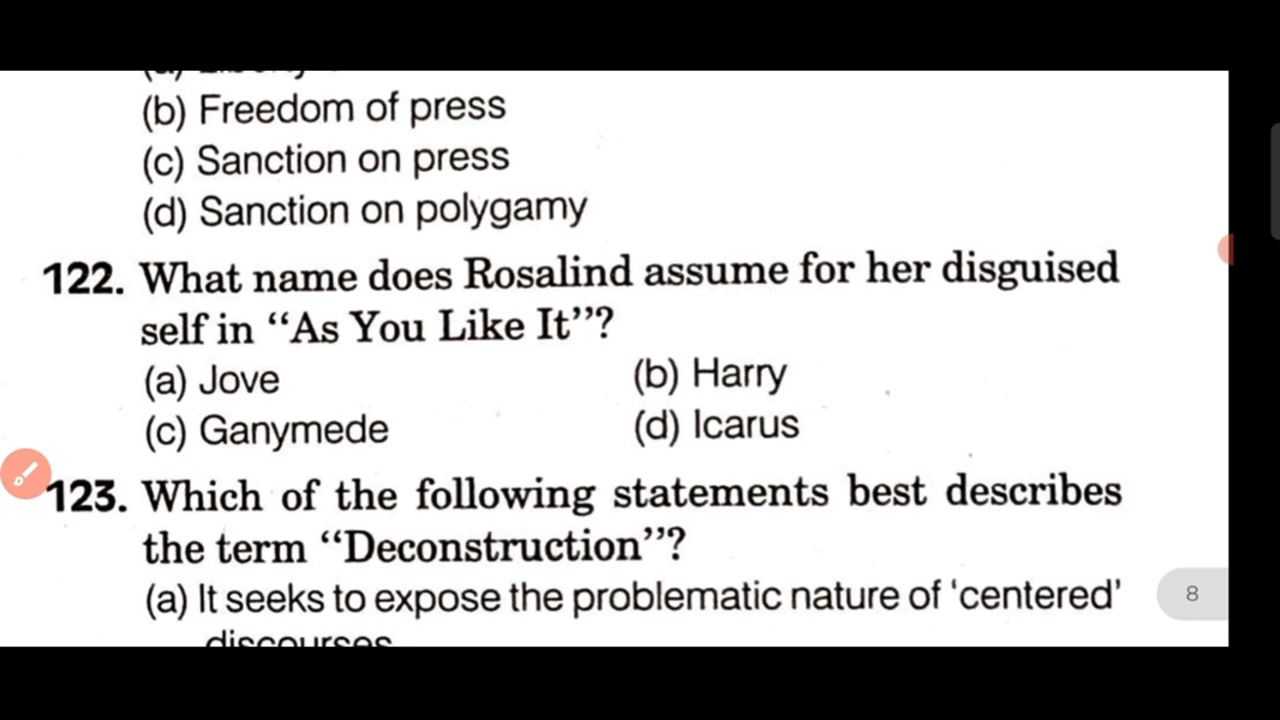 (b) Freedom of press
(c) Sanction on press
(d) Sanction on polygamy
122. What name does Rosalind assume for her disguised
self in “As You Like It”?
(a) Jove (b) Harry
(c) Ganymede (d) Icarus
123. Which of the following statements best describes
the term “Deconstruction”?
(a) It seeks to expose the problematic nature of ‘centered’
discourses
8